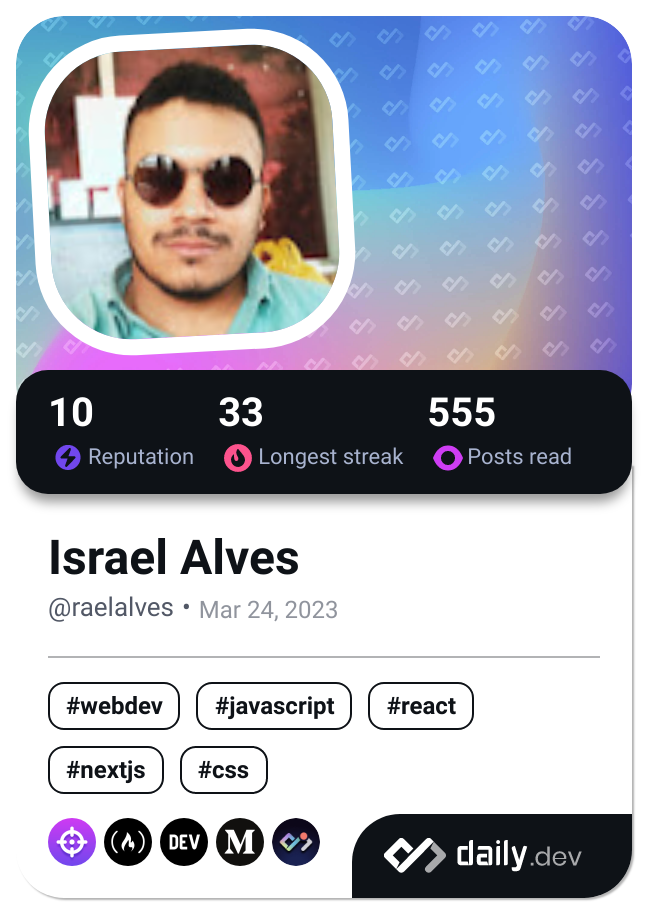 10 33 555
Reputation Longest streak Posts read
Israel Alves
@raelalves • Mar 24, 2023
#webdev #javascript #react
#nextjs #css
DEV M daily.dev